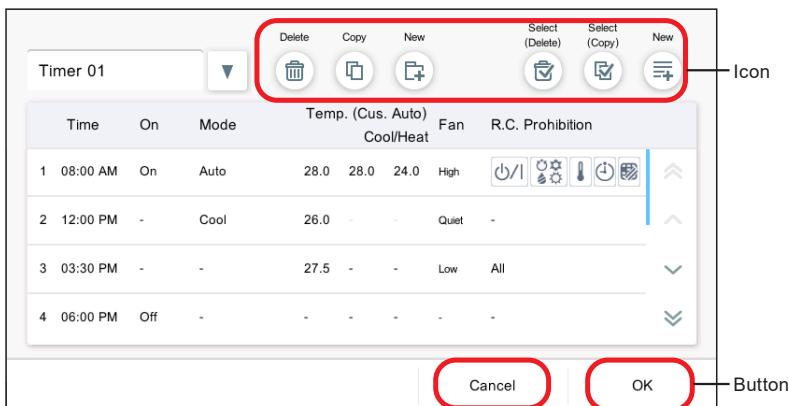 Delete Copy New Select (Delete) Select (Copy) New
Timer 01
Icon
Time On Mode Temp. (Cus. Auto) Cool/Heat Fan R.C. Prohibition
1 08:00 AM On Auto 28.0 28.0 24.0 High
2 12:00 PM - Cool 26.0 - - Quiet -
3 03:30 PM - - 27.5 - - Low All
4 06:00 PM Off - - - - - -
Cancel OK Button